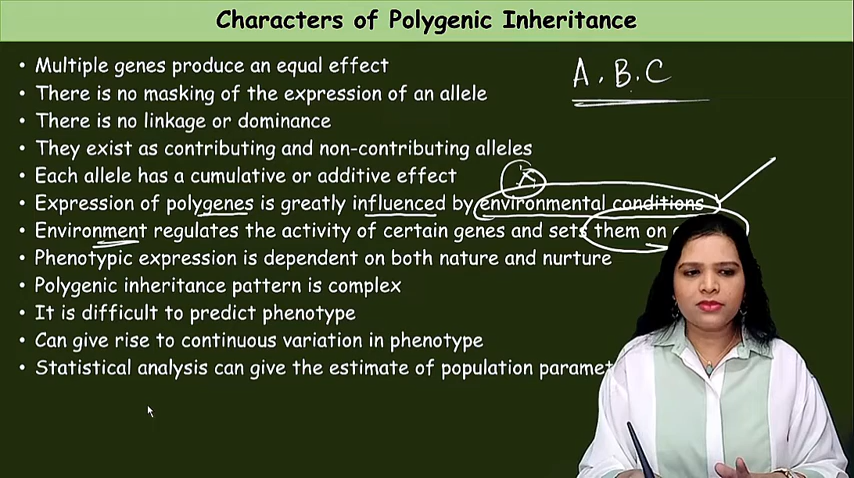 Characters of Polygenic Inheritance
Multiple genes produce an equal effect
A. B. C
There is no masking of the expression of an allele
There is no linkage or dominance
They exist as contributing and non-contributing alleles
Each allele has a cumulative or additive effect
Expression of polygenes is greatly influenced by environmental conditions
Environment regulates the activity of certain genes and sets them on
Phenotypic expression is dependent on both nature and nurture
Polygenic inheritance pattern is complex
It is difficult to predict phenotype
Can give rise to continuous variation in phenotype
Statistical analysis can give the estimate of population